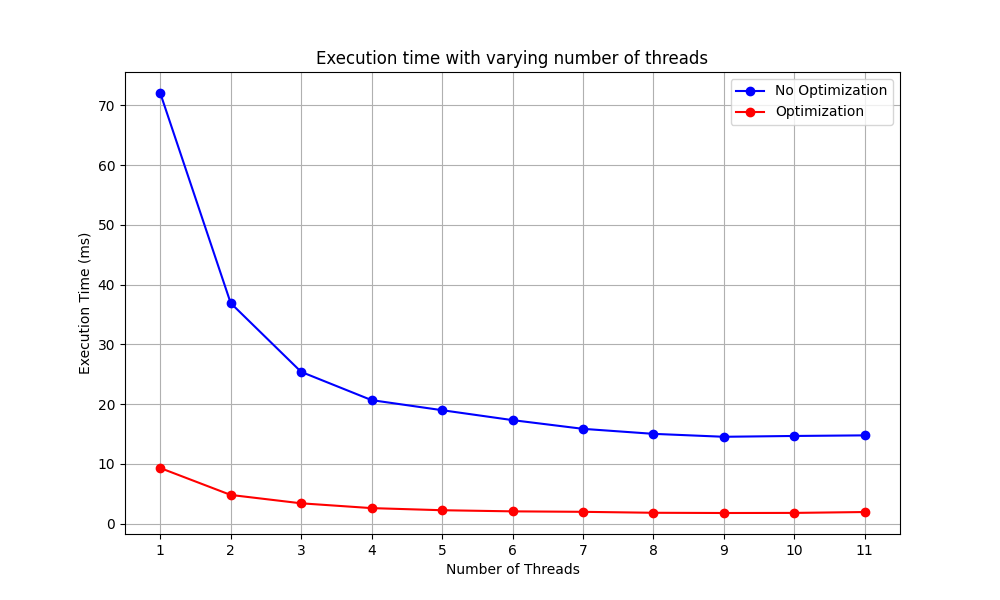 Execution time with varying number of threads
No Optimization
Optimization
Execution Time (ms)
70
60
50
40
30
20
10
0
1 2 3 4 5 6 7 8 9 10 11
Number of Threads